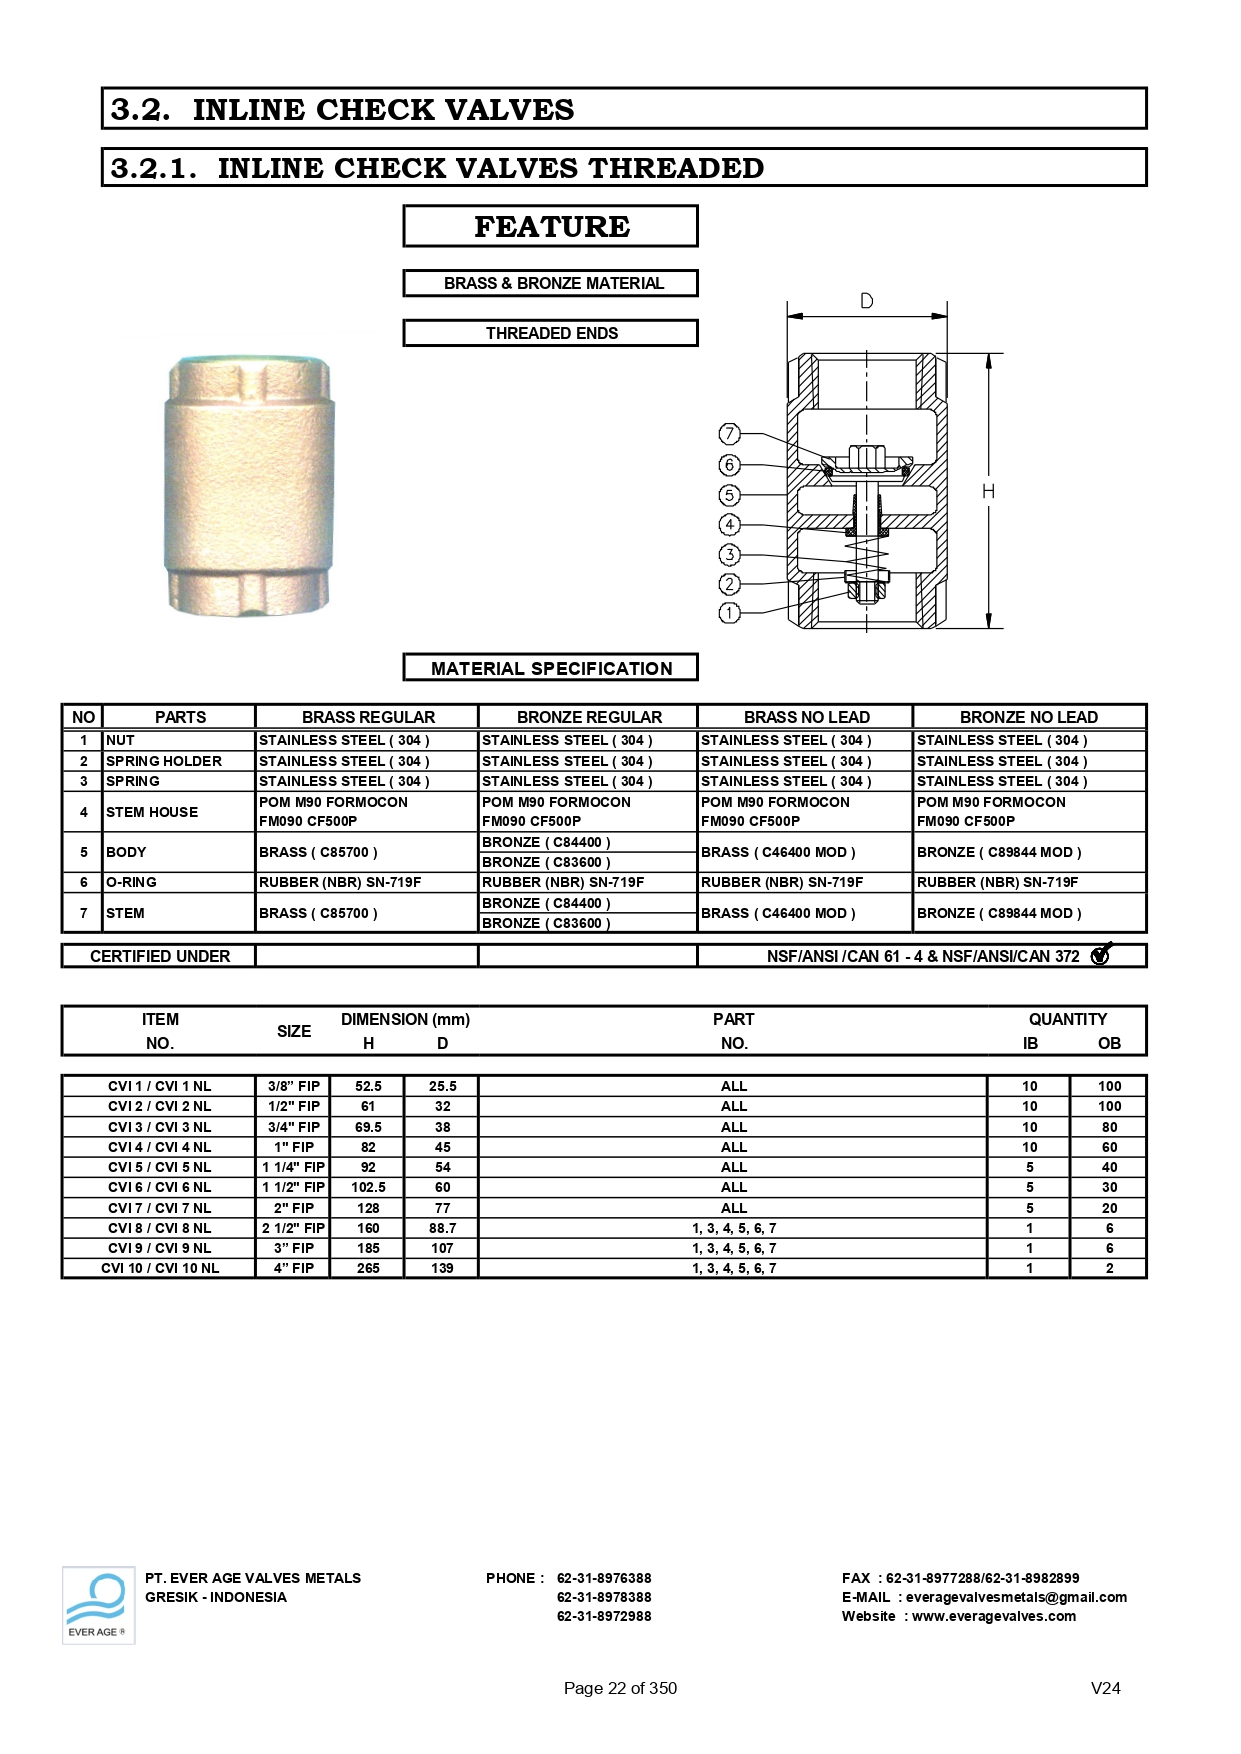 3.2. INLINE CHECK VALVES
3.2.1. INLINE CHECK VALVES THREADED
FEATURE
BRASS & BRONZE MATERIAL
THREADED ENDS
D
H
7
6
5
4
3
2
1
MATERIAL SPECIFICATION
NO PARTS BRASS REGULAR BRONZE REGULAR BRASS NO LEAD BRONZE NO LEAD
1 NUT STAINLESS STEEL ( 304 ) STAINLESS STEEL ( 304 ) STAINLESS STEEL ( 304 ) STAINLESS STEEL ( 304 )
2 SPRING HOLDER STAINLESS STEEL ( 304 ) STAINLESS STEEL ( 304 ) STAINLESS STEEL ( 304 ) STAINLESS STEEL ( 304 )
3 SPRING STAINLESS STEEL ( 304 ) STAINLESS STEEL ( 304 ) STAINLESS STEEL ( 304 ) STAINLESS STEEL ( 304 )
POM M90 FORMOCON POM M90 FORMOCON POM M90 FORMOCON POM M90 FORMOCON
4 STEM HOUSE
FM090 CF500P FM090 CF500P FM090 CF500P FM090 CF500P
BRONZE ( C84400 )
5 BODY BRASS ( C85700 ) BRASS ( C46400 MOD ) BRONZE ( C89844 MOD )
BRONZE ( C83600 )
6 O-RING RUBBER (NBR) SN-719F RUBBER (NBR) SN-719F RUBBER (NBR) SN-719F RUBBER (NBR) SN-719F
BRONZE ( C84400 )
7 STEM BRASS ( C85700 ) BRASS ( C46400 MOD ) BRONZE ( C89844 MOD )
BRONZE ( C83600 )
CERTIFIED UNDER NSF/ANSI /CAN 61 - 4 & NSF/ANSI/CAN 372
ITEM DIMENSION (mm) PART QUANTITY
SIZE
NO. H D NO. IB OB
CVI 1 / CVI 1 NL 3/8” FIP 52.5 25.5 ALL 10 100
CVI 2 / CVI 2 NL 1/2" FIP 61 32 ALL 10 100
CVI 3 / CVI 3 NL 3/4" FIP 69.5 38 ALL 10 80
CVI 4 / CVI 4 NL 1" FIP 82 45 ALL 10 60
CVI 5 / CVI 5 NL 1 1/4" FIP 92 54 ALL 5 40
CVI 6 / CVI 6 NL 1 1/2" FIP 102.5 60 ALL 5 30
CVI 7 / CVI 7 NL 2" FIP 128 77 ALL 5 20
CVI 8 / CVI 8 NL 2 1/2" FIP 160 88.7 1, 3, 4, 5, 6, 7 1 6
CVI 9 / CVI 9 NL 3” FIP 185 107 1, 3, 4, 5, 6, 7 1 6
CVI 10 / CVI 10 NL 4” FIP 265 139 1, 3, 4, 5, 6, 7 1 2
EVER AGE ®
PT. EVER AGE VALVES METALS PHONE : 62-31-8976388 FAX : 62-31-8977288/62-31-8982899
GRESIK - INDONESIA 62-31-8978388 E-MAIL : everagevalvesmetals@gmail.com
62-31-8972988 Website : www.everagevalves.com
Page 22 of 350 V24